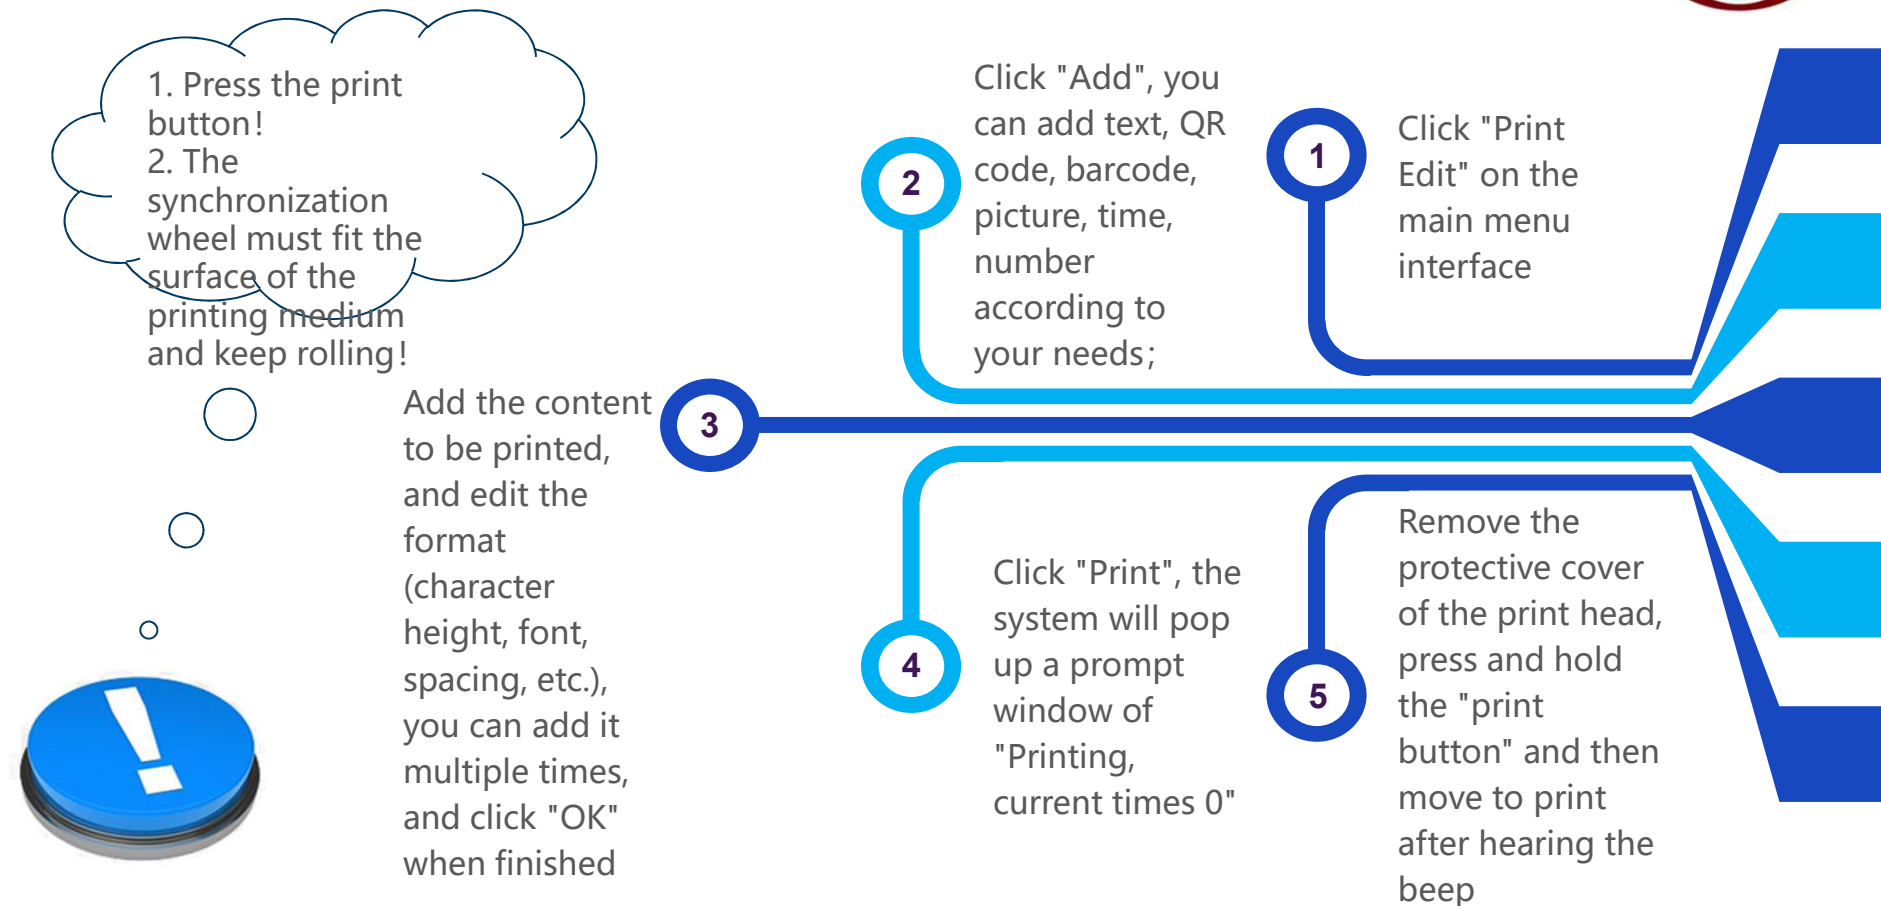 1. Press the print
button!
2. The
synchronization
wheel must fit the
surface of the
printing medium
and keep rolling!
1
Click "Print
Edit" on the
main menu
interface
2
Click "Add", you
can add text, QR
code, barcode,
picture, time,
number
according to
your needs;
3
Add the content
to be printed,
and edit the
format
(character
height, font,
spacing, etc.),
you can add it
multiple times,
and click "OK"
when finished
4
Click "Print", the
system will pop
up a prompt
window of
"Printing,
current times 0"
5
Remove the
protective cover
of the print head,
press and hold
the "print
button" and then
move to print
after hearing the
beep